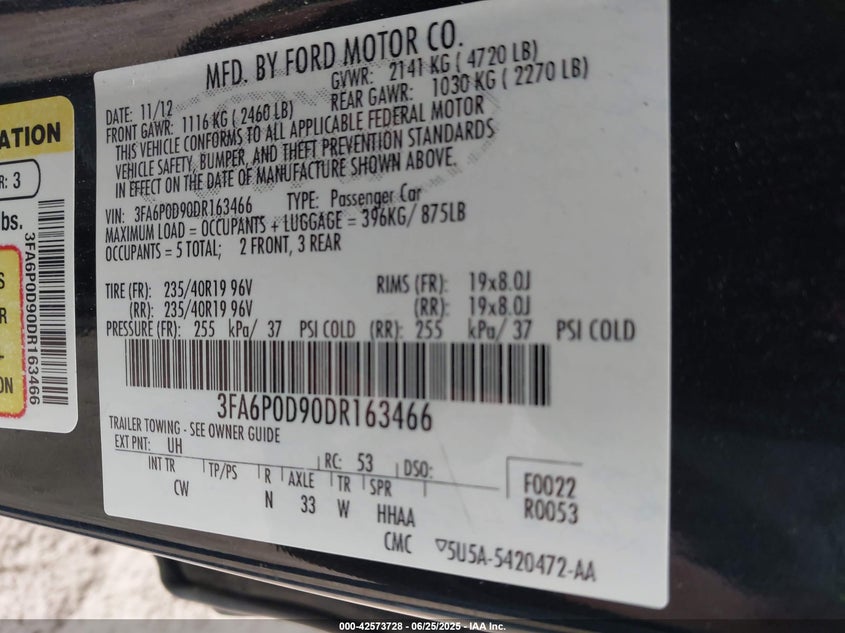 MFD. BY FORD MOTOR CO.
DATE: 11/12 GVWR: 2141 KG ( 4720 LB)
FRONT GAWR: 1116 KG ( 2460 LB) REAR GAWR: 1030 KG ( 2270 LB)
THIS VEHICLE CONFORMS TO ALL APPLICABLE FEDERAL MOTOR
VEHICLE SAFETY, BUMPER, AND THEFT PREVENTION STANDARDS
IN EFFECT ON THE DATE OF MANUFACTURE SHOWN ABOVE.
VIN: 3FA6P0D90DR163466 TYPE: Passenger Car
MAXIMUM LOAD = OCCUPANTS + LUGGAGE = 396KG/ 875LB
OCCUPANTS = 5 TOTAL; 2 FRONT, 3 REAR
TIRE (FR): 235/40R19 96V RIMS (FR): 19x8.0J
(RR): 235/40R19 96V (RR): 19x8.0J
PRESSURE (FR): 255 kPa/ 37 PSI COLD (RR): 255 kPa/ 37 PSI COLD
3FA6P0D90DR163466
TRAILER TOWING - SEE OWNER GUIDE
EXT PNT: UH RC: 53 DSO:
INT TR TP/PS R AXLE TR SPR
CW N 33 W HHAA
CMC
F0022
R0053
5U5A-5420472-AA
ATION
R: 3
bs.
S
R
ON
3FA6P0D90DR163466
000-42573728 - 06/25/2025 - IAA Inc.